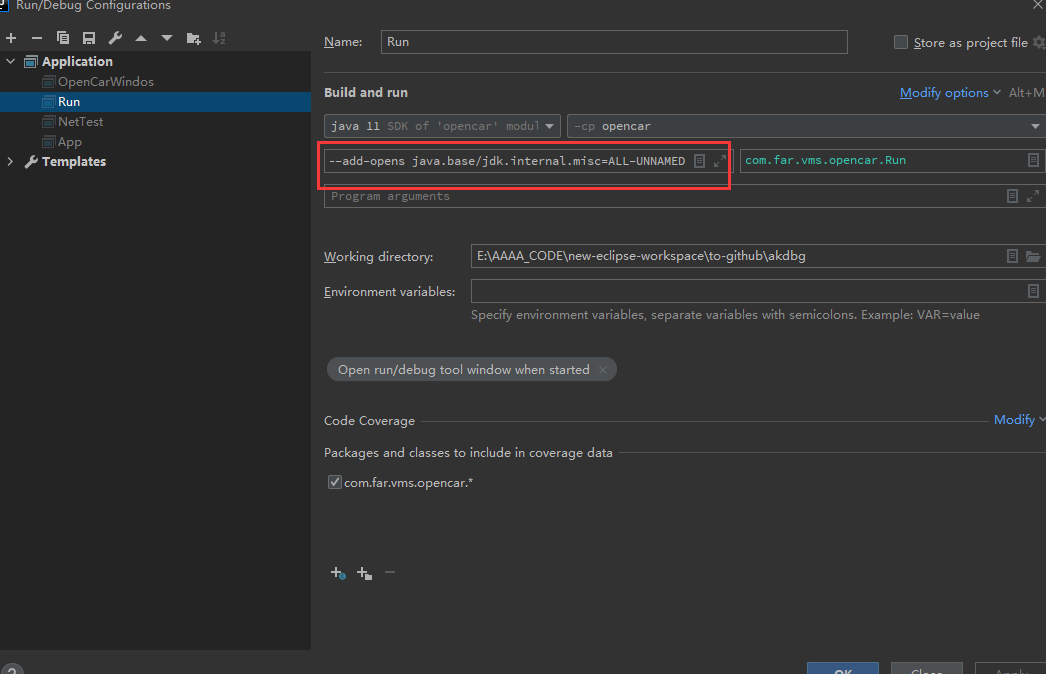 Run/Debug Configurations
Name: Run Store as project file
Application
OpenCarWindos
Run
NetTest
App
Templates
Build and run Modify options Alt+M
java 11 SDK of 'opencar' modul -cp opencar
--add-opens java.base/jdk.internal.misc=ALL-UNNAMED com.far.vms.opencar.Run
Program arguments
Working directory: E:\AAAA_CODE\new-eclipse-workspace\to-github\akdbg
Environment variables:
Specify environment variables, separate variables with semicolons. Example: VAR=value
Open run/debug tool window when started
Code Coverage Modify
Packages and classes to include in coverage data
com.far.vms.opencar.*
? OK Close Apply